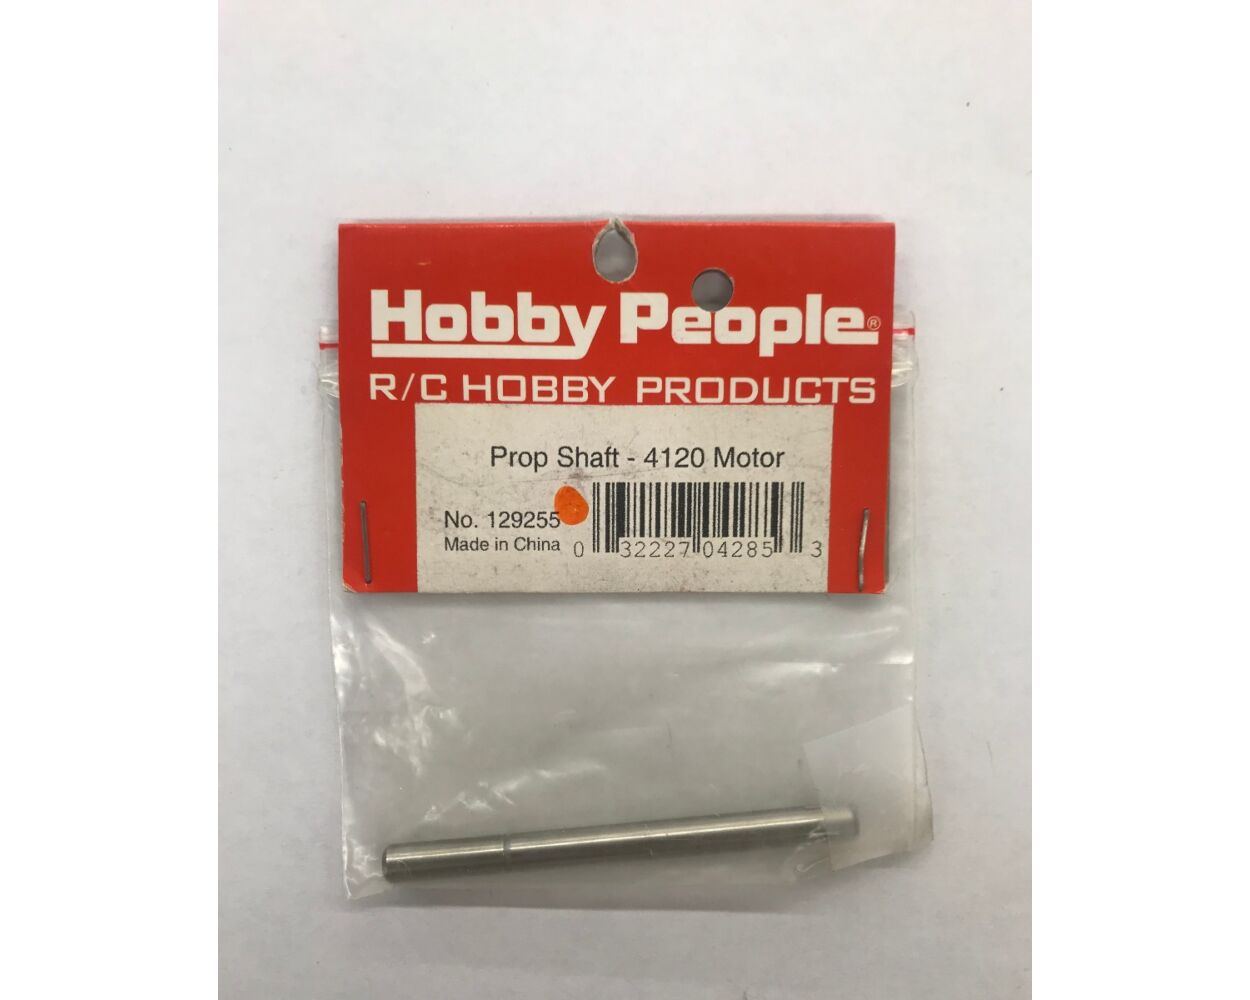 Hobby People®
R/C HOBBY PRODUCTS
Prop Shaft - 4120 Motor
No. 129255
Made in China
0 32227 04285 3